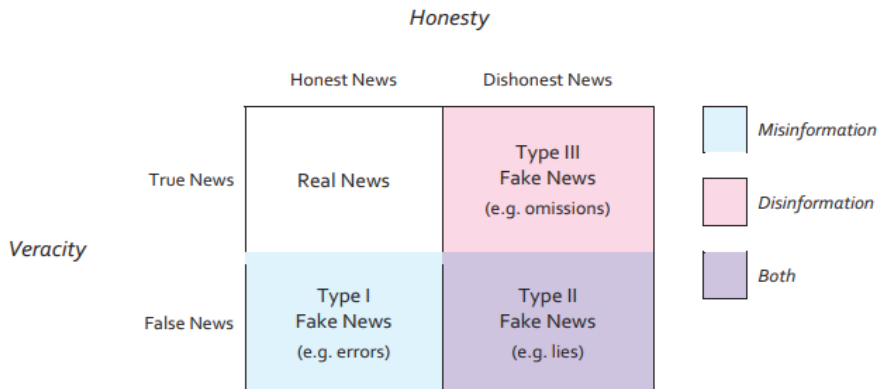 Honesty
Honest News
Dishonest News
True News
Real News
Type III
Fake News
(e.g. omissions)
Misinformation
Disinformation
Both
Veracity
False News
Type I
Fake News
(e.g. errors)
Type II
Fake News
(e.g. lies)